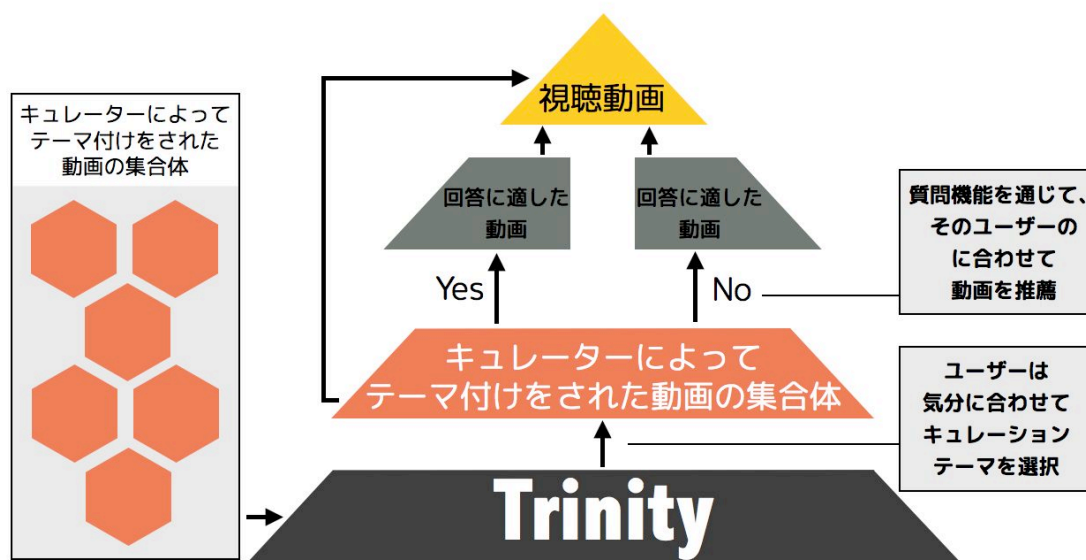 キュレーターによって
テーマ付けをされた
動画の集合体
視聴動画
回答に適した
動画
回答に適した
動画
Yes
No
質問機能を通じて、
そのユーザーの
に合わせて
動画を推薦
キュレーターによって
テーマ付けをされた動画の集合体
ユーザーは
気分に合わせて
キュレーション
テーマを選択
Trinity